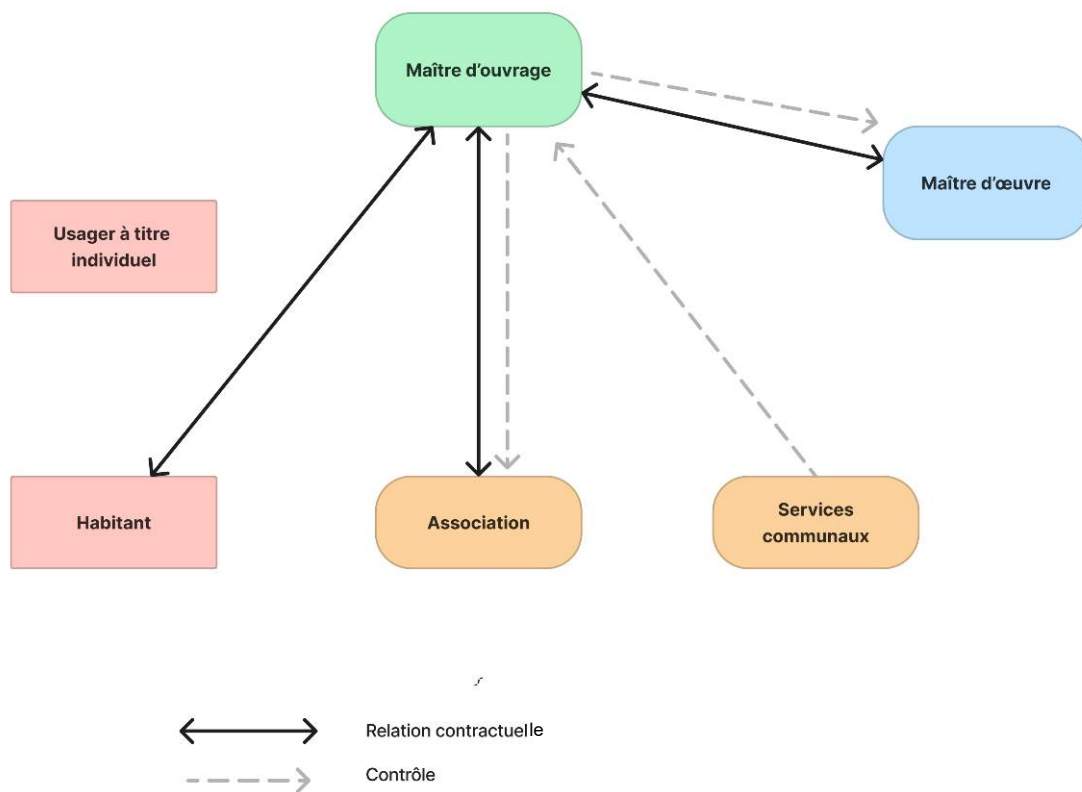 Maître d'ouvrage
Maître d'œuvre
Usager à titre
individuel
Habitant
Association
Services
communaux
Relation contractuelle
Contrôle